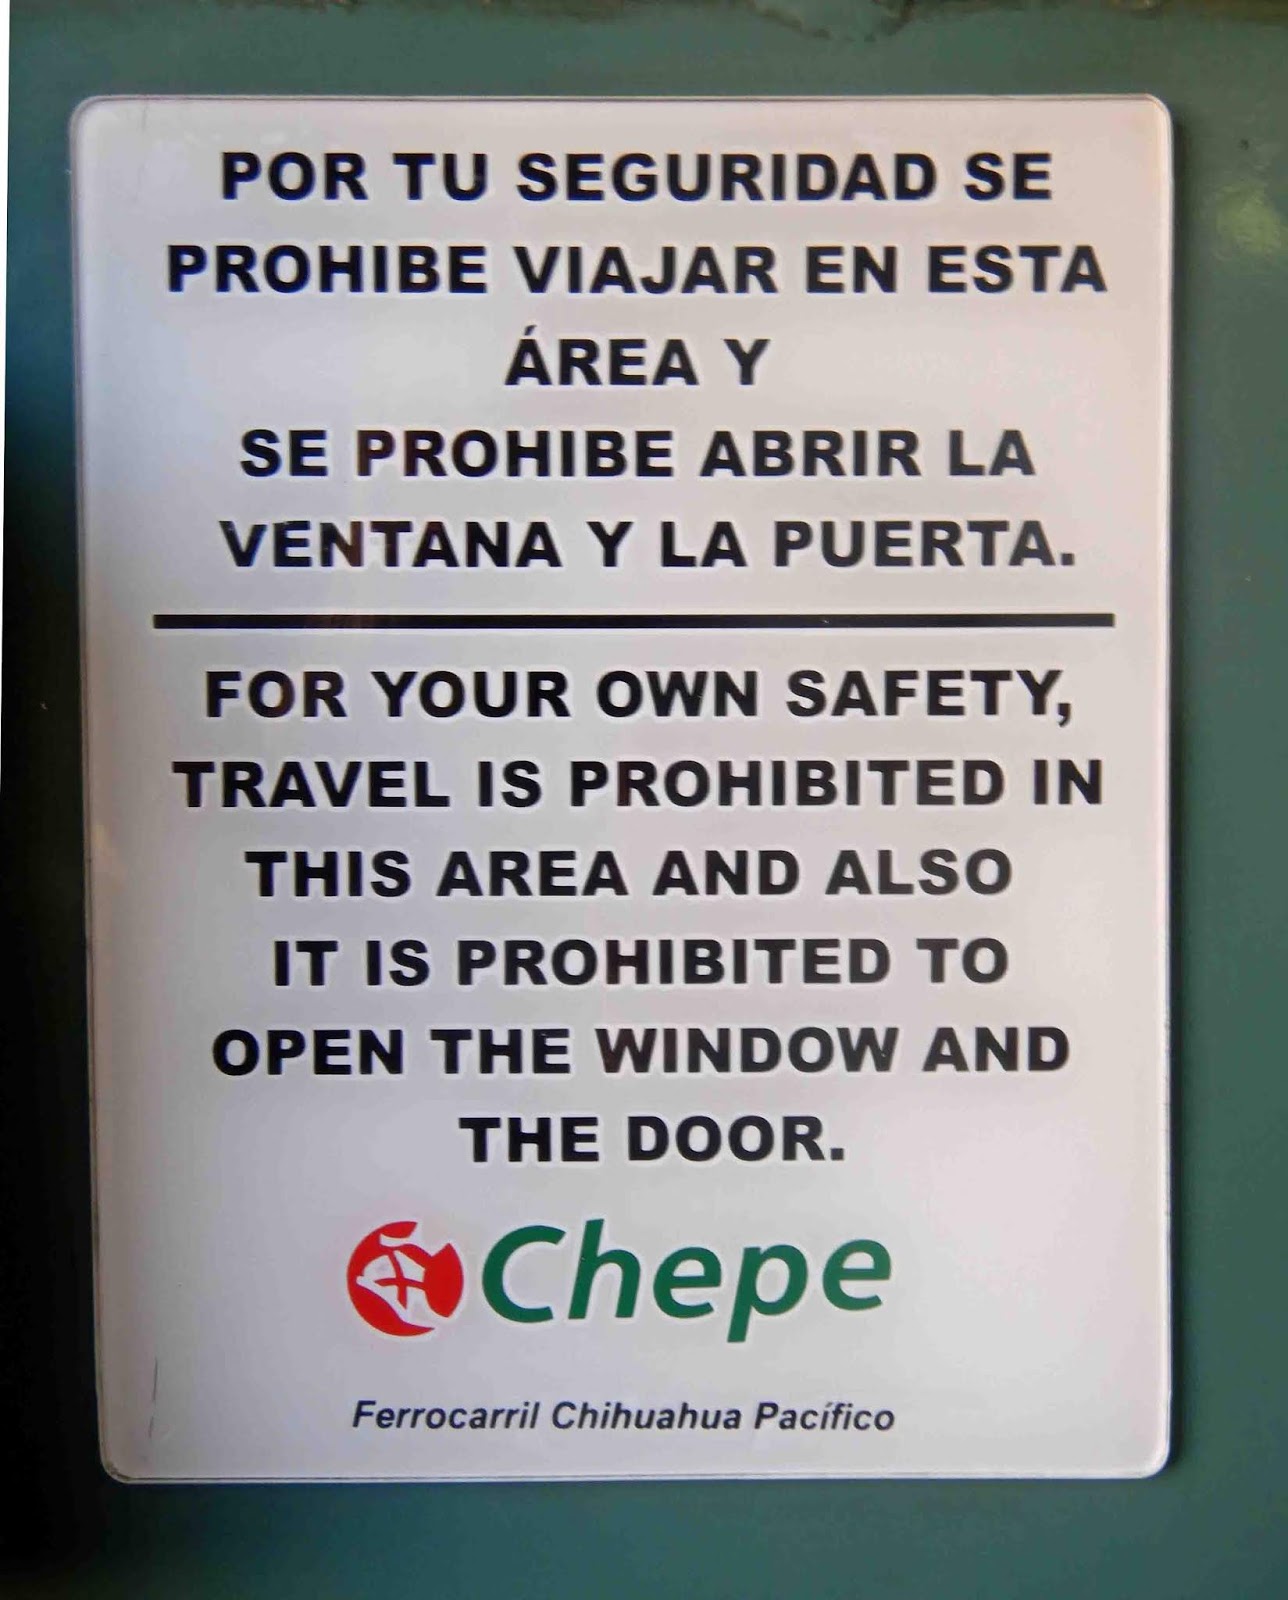 POR TU SEGURIDAD SE
PROHIBE VIAJAR EN ESTA
ÁREA Y
SE PROHIBE ABRIR LA
VENTANA Y LA PUERTA.
FOR YOUR OWN SAFETY,
TRAVEL IS PROHIBITED IN
THIS AREA AND ALSO
IT IS PROHIBITED TO
OPEN THE WINDOW AND
THE DOOR.
Chepe
Ferrocarril Chihuahua Pacífico